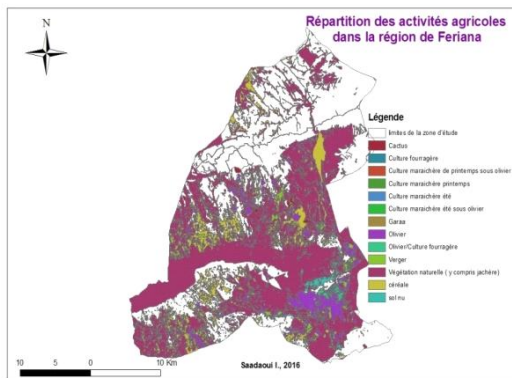 Répartition des activités agricoles
dans la région de Feriana
N
Légende
limites de la zone d'étude
Cactus
Culture fourragère
Culture maraichère de printemps sous olivier
Culture maraichère printemps
Culture maraichère été
Culture maraichère été sous olivier
Garaa
Olivier
Olivier/Culture fourragère
Verger
Végétation naturelle ( y compris jachère)
céréale
sol nu
10 5 0 10 Km
Saadaoui I., 2016